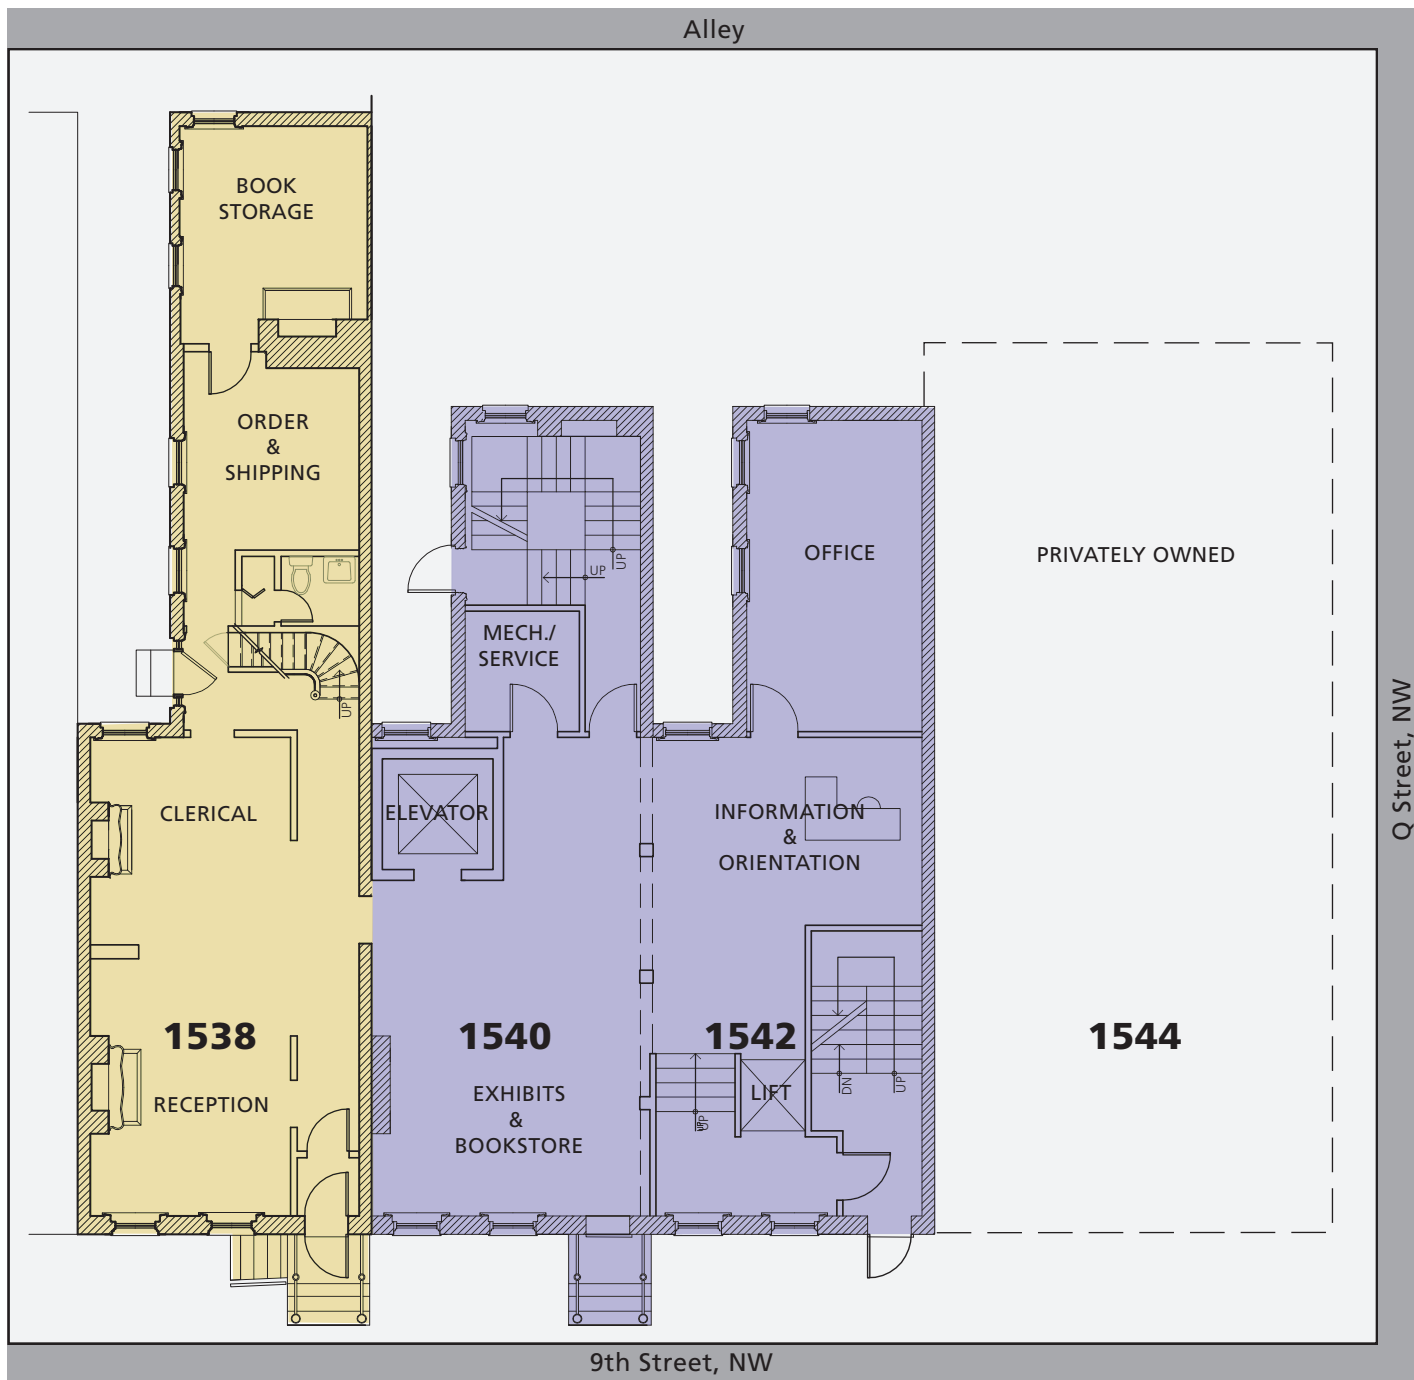 Alley
BOOK
STORAGE
ORDER
&
SHIPPING
OFFICE
PRIVATELY OWNED
UP
UP
MECH./
SERVICE
UP
Q Street, NW
CLERICAL
ELEVATOR
INFORMATION
&
ORIENTATION
1538
1540
1542
1544
DN
UP
LIFT
EXHIBITS
&
BOOKSTORE
RECEPTION
UP
UP
9th Street, NW